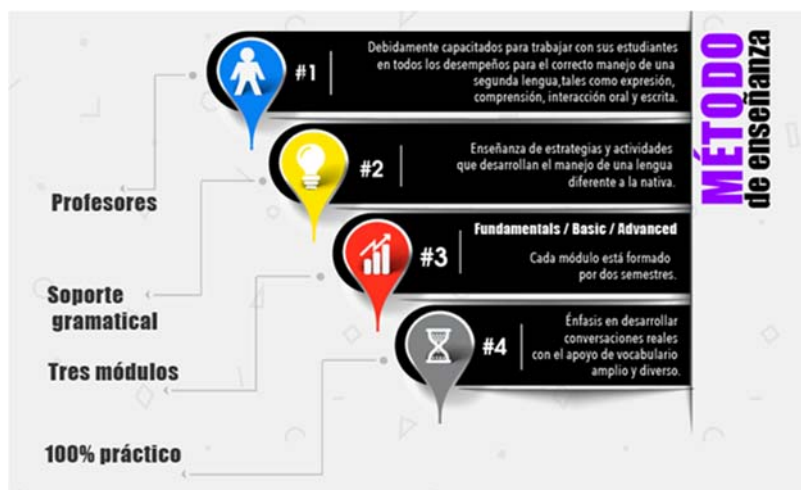 MÉTODO
de enseñanza
#1
Debidamente capacitados para trabajar con sus estudiantes
en todos los desempeños para el correcto manejo de una
segunda lengua,tales como expresión,
comprensión, interacción oral y escrita.
Profesores
#2
Enseñanza de estrategias y actividades
que desarrollan el manejo de una lengua
diferente a la nativa.
Soporte
gramatical
#3
Fundamentals / Basic / Advanced
Cada módulo está formado
por dos semestres.
Tres módulos
#4
Énfasis en desarrollar
conversaciones reales
con el apoyo de vocabulario
amplio y diverso.
100% práctico